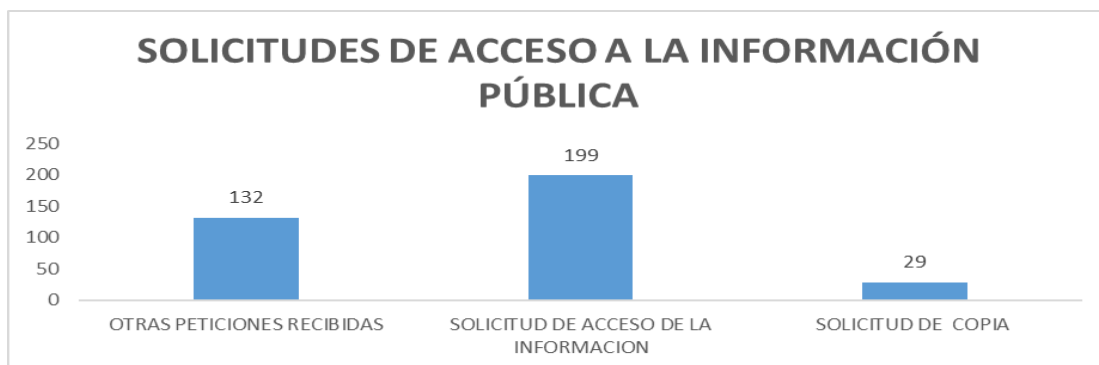 SOLICITUDES DE ACCESO A LA INFORMACIÓN
PÚBLICA
250
200
150
100
50
0
132
199
29
OTRAS PETICIONES RECIBIDAS
SOLICITUD DE ACCESO DE LA
INFORMACION
SOLICITUD DE COPIA